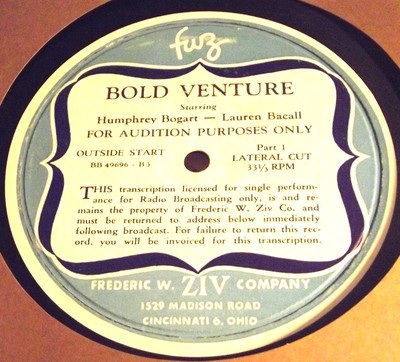 fwz
BOLD VENTURE
Starring
Humphrey Bogart — Lauren Bacall
FOR AUDITION PURPOSES ONLY
OUTSIDE START
BB 49696 - B3
Part 1
LATERAL CUT
33⅓ RPM
THIS transcription licensed for single perform-
ance for Radio Broadcasting only, is and re-
mains the property of Frederic W. Ziv Co. and
must be returned to address below immediately
following broadcast. For failure to return this rec-
ord, you will be invoiced for this transcription.
FREDERIC W. ZIV COMPANY
1529 MADISON ROAD
CINCINNATI 6, OHIO